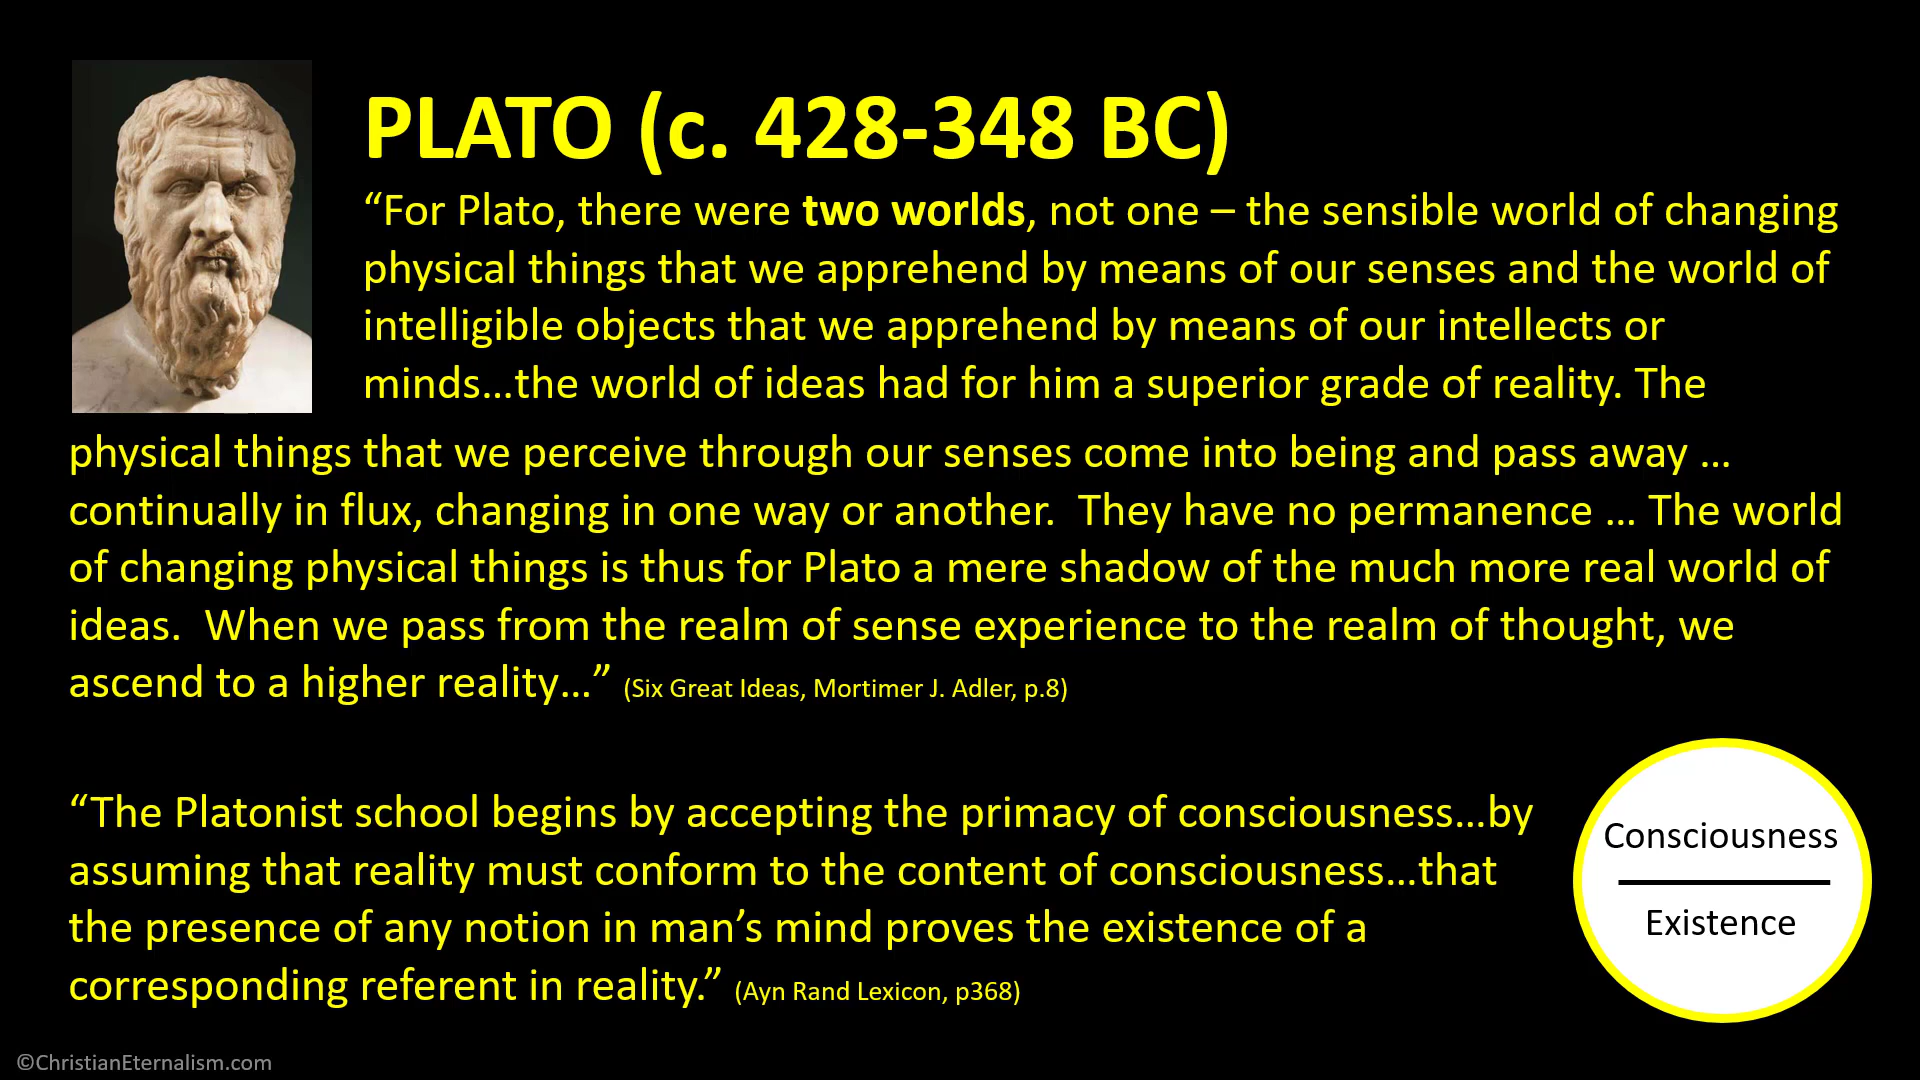 PLATO (c. 428-348 BC)
“For Plato, there were two worlds, not one – the sensible world of changing
physical things that we apprehend by means of our senses and the world of
intelligible objects that we apprehend by means of our intellects or
minds…the world of ideas had for him a superior grade of reality. The
physical things that we perceive through our senses come into being and pass away …
continually in flux, changing in one way or another.  They have no permanence … The world
of changing physical things is thus for Plato a mere shadow of the much more real world of
ideas.  When we pass from the realm of sense experience to the realm of thought, we
ascend to a higher reality…” (Six Great Ideas, Mortimer J. Adler, p.8)
“The Platonist school begins by accepting the primacy of consciousness…by
assuming that reality must conform to the content of consciousness…that
the presence of any notion in man’s mind proves the existence of a
corresponding referent in reality.” (Ayn Rand Lexicon, p368)
Consciousness
Existence
©ChristianEternalism.com